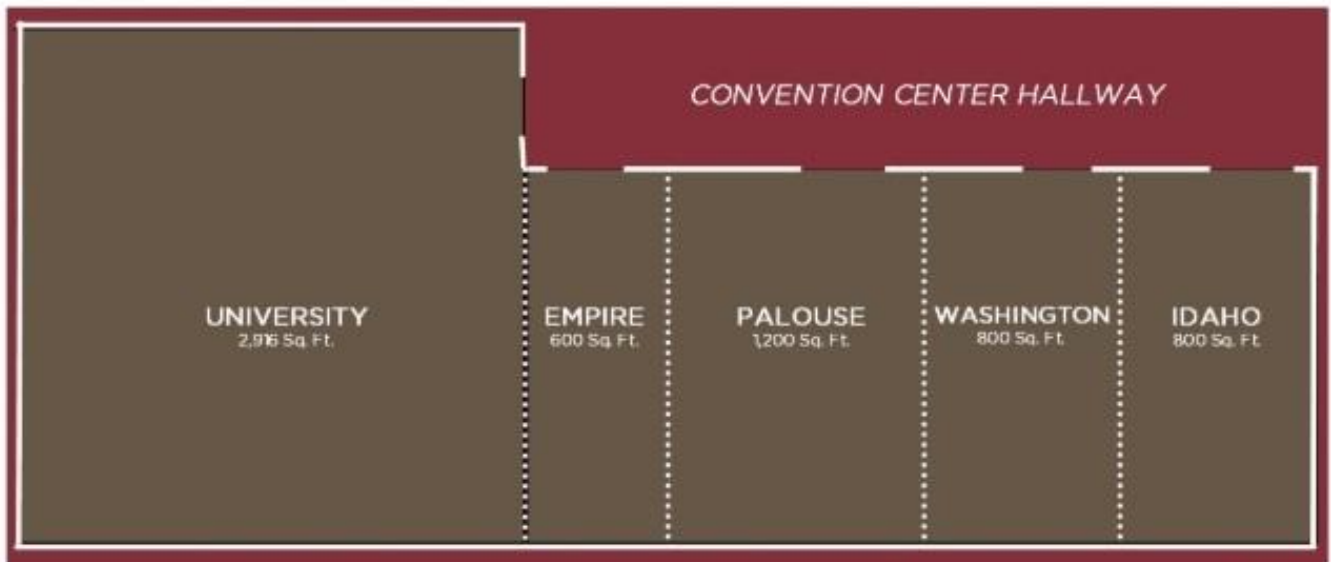 CONVENTION CENTER HALLWAY
UNIVERSITY
2,916 Sq. Ft.
EMPIRE
600 Sq. Ft.
PALOUSE
1,200 Sq. Ft.
WASHINGTON
800 Sq. Ft.
IDAHO
800 Sq. Ft.